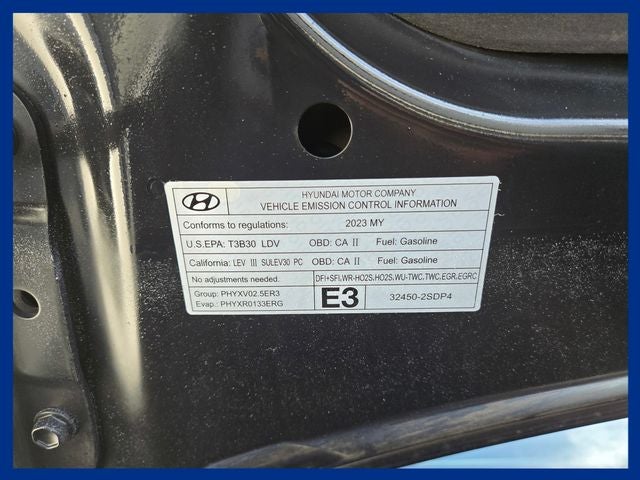 HYUNDAI MOTOR COMPANY
VEHICLE EMISSION CONTROL INFORMATION
Conforms to regulations: 2023 MY
U.S.EPA: T3B30 LDV OBD: CA II Fuel: Gasoline
California: LEV III SULEV30 PC OBD: CA II Fuel: Gasoline
No adjustments needed. DFI+SFI,WR-HO2S,HO2S,WU-TWC,TWC,EGR,EGRC
Group: PHYXV02.5ER3
Evap.: PHYXR0133ERG
E3 32450-2SDP4